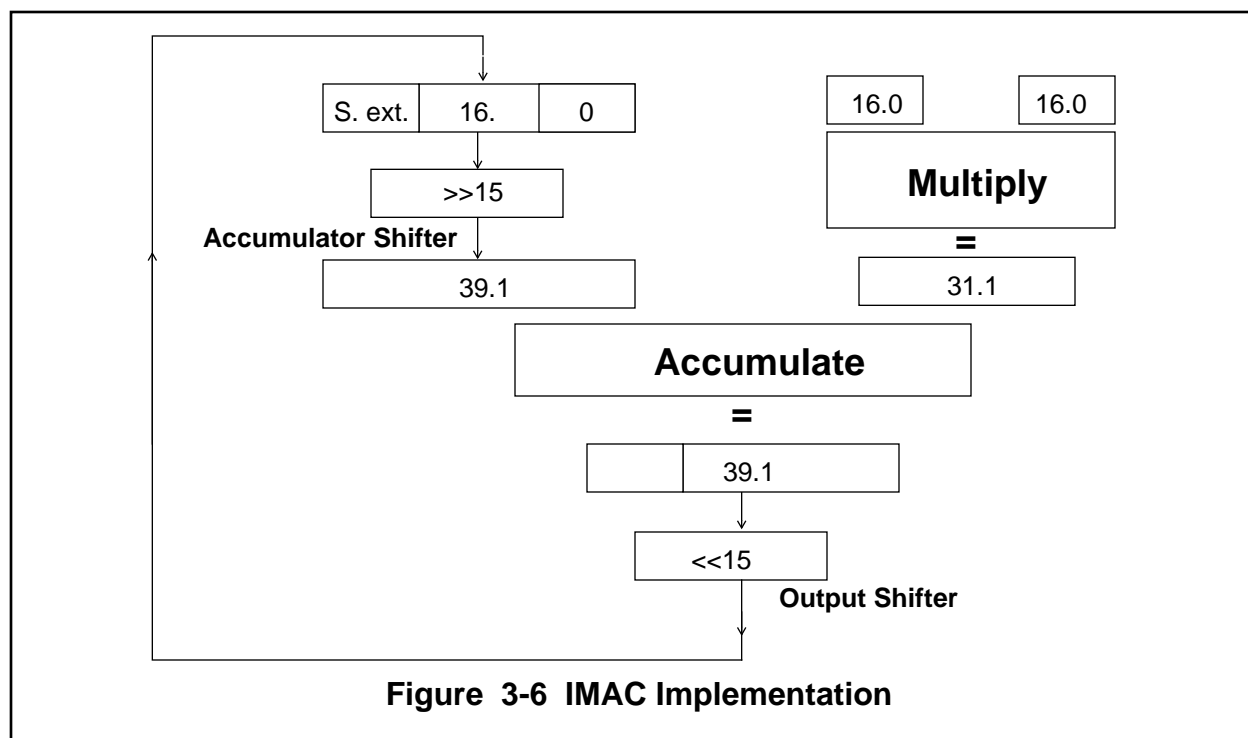 S. ext. 16. 0
16.0 16.0
>>15
Multiply
Accumulator Shifter
=
39.1
31.1
Accumulate
=
39.1
<<15
Output Shifter
Figure 3-6 IMAC Implementation